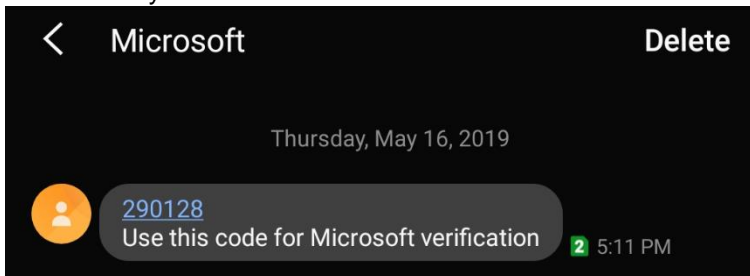 Microsoft Delete
Thursday, May 16, 2019
290128
Use this code for Microsoft verification
2 5:11 PM